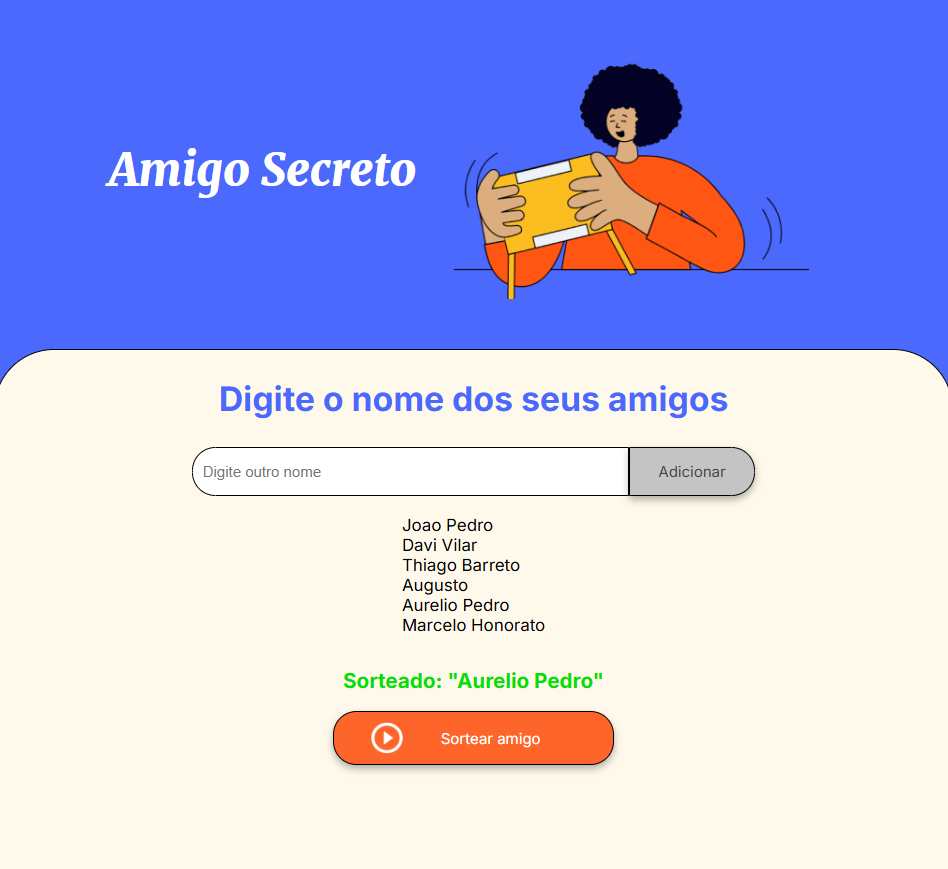 Amigo Secreto
Digite o nome dos seus amigos
Digite outro nome
Adicionar
Joao Pedro
Davi Vilar
Thiago Barreto
Augusto
Aurelio Pedro
Marcelo Honorato
Sorteado: "Aurelio Pedro"
Sortear amigo